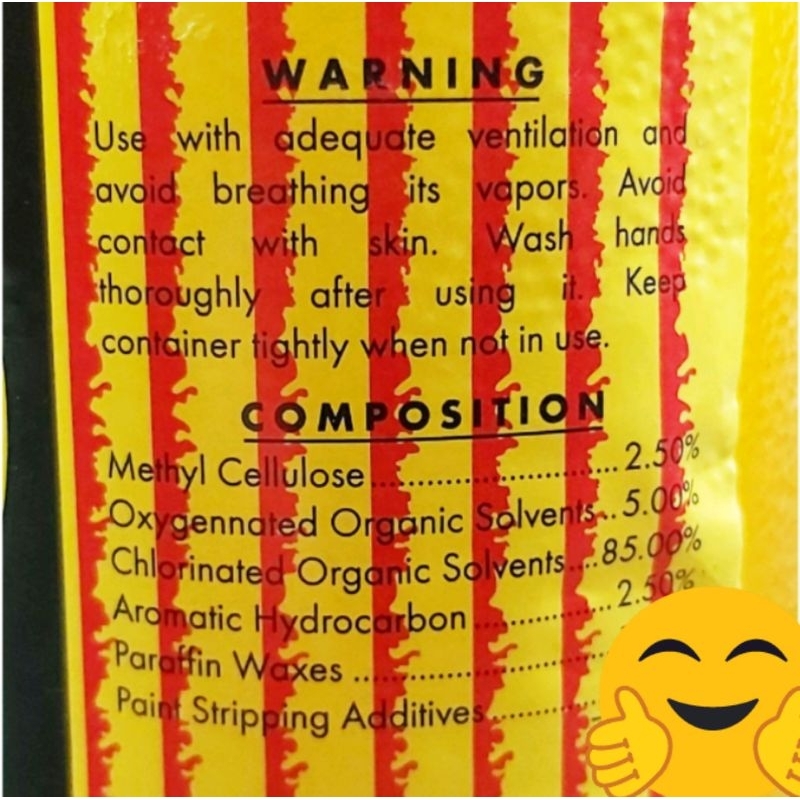 WARNING
Use with adequate ventilation and
avoid breathing its vapors. Avoid
contact with skin. Wash hands
thoroughly after using it. Keep
container tightly when not in use.
COMPOSITION
Methyl Cellulose..................... 2.50%
Oxygennated Organic Solvents... 5.00%
Chlorinated Organic Solvents....85.00%
Aromatic Hydrocarbon ............... 2.50%
Paraffin Waxes ........................
Paint Stripping Additives.............